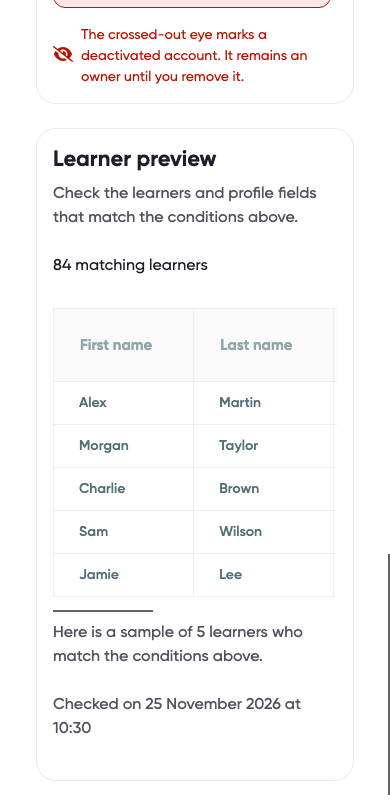 The crossed-out eye marks a
deactivated account. It remains an
owner until you remove it.
Learner preview
Check the learners and profile fields
that match the conditions above.
84 matching learners
First name Last name
Alex Martin
Morgan Taylor
Charlie Brown
Sam Wilson
Jamie Lee
Here is a sample of 5 learners who
match the conditions above.
Checked on 25 November 2026 at
10:30